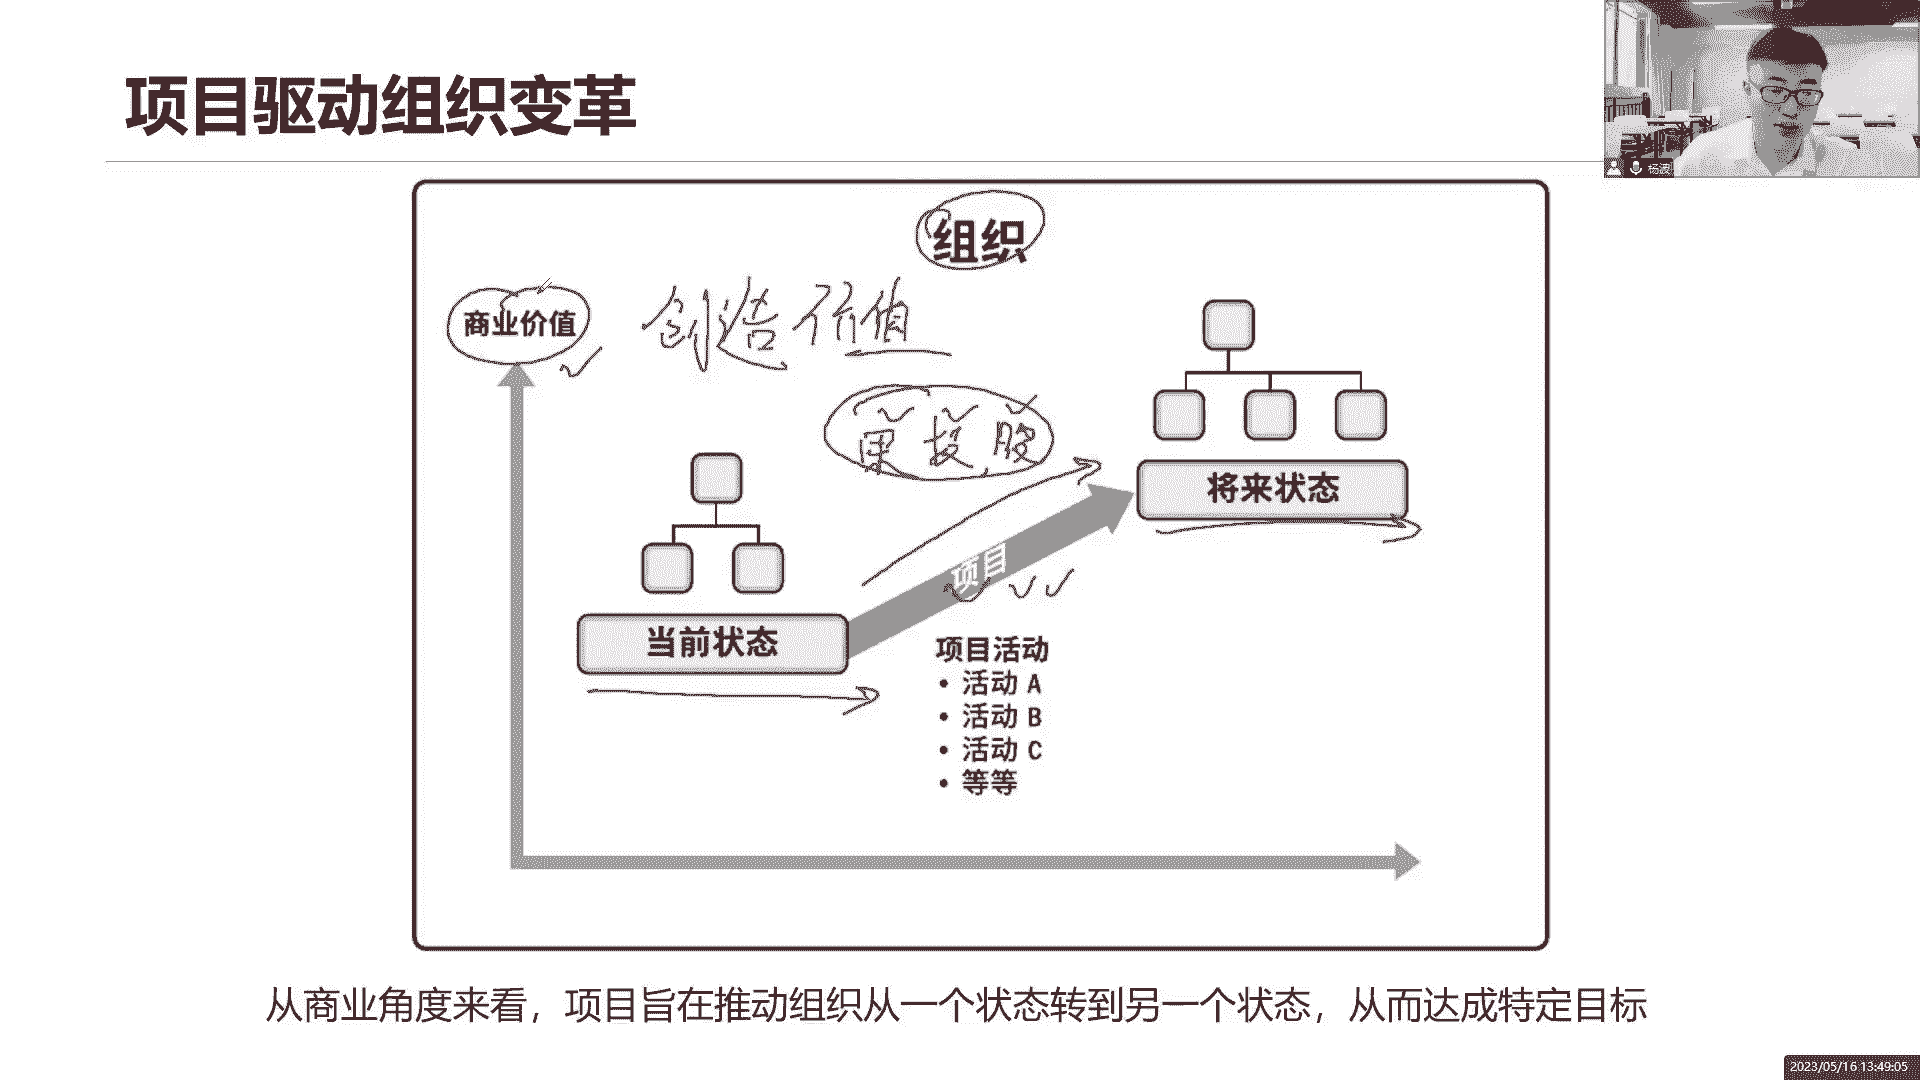 项目驱动组织变革
杨波
组织
商业价值
创造价值
将来状态
项目
当前状态
项目活动
• 活动 A
• 活动 B
• 活动 C
• 等等
从商业角度来看，项目旨在推动组织从一个状态转到另一个状态，从而达成特定目标
2023/05/16 13:49:05